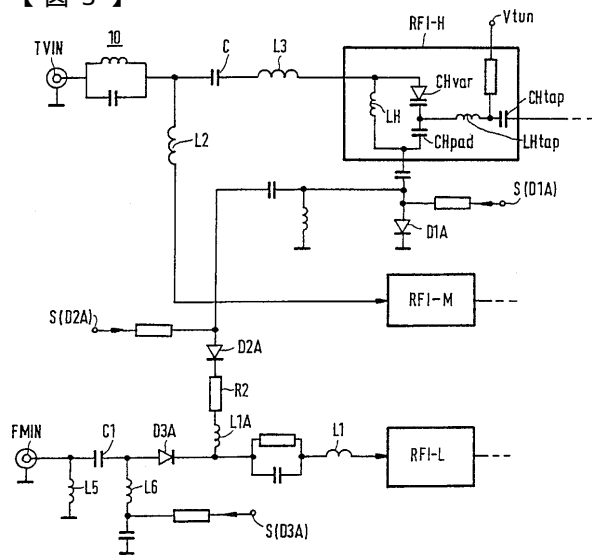 【図3】
TVIN
10
C
L3
RFI-H
Vtun
CHvar
LH
CHtap
CHpad
LHtap
L2
S(D1A)
D1A
RFI-M
S(D2A)
D2A
R2
L1A
FMIN
C1
D3A
L1
RFI-L
L5
L6
S(D3A)